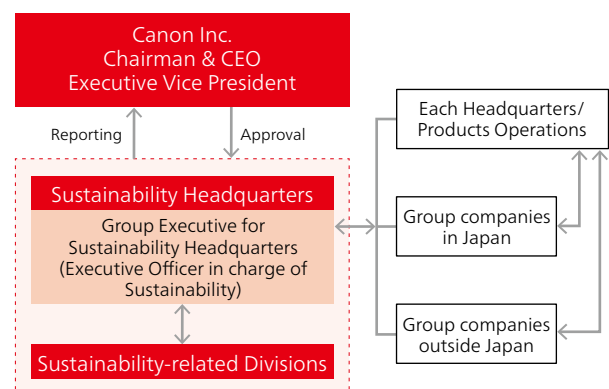 Canon Inc.
Chairman & CEO
Executive Vice President
Reporting
Approval
Sustainability Headquarters
Group Executive for
Sustainability Headquarters
(Executive Officer in charge of
Sustainability)
Sustainability-related Divisions
Each Headquarters/
Products Operations
Group companies
in Japan
Group companies
outside Japan